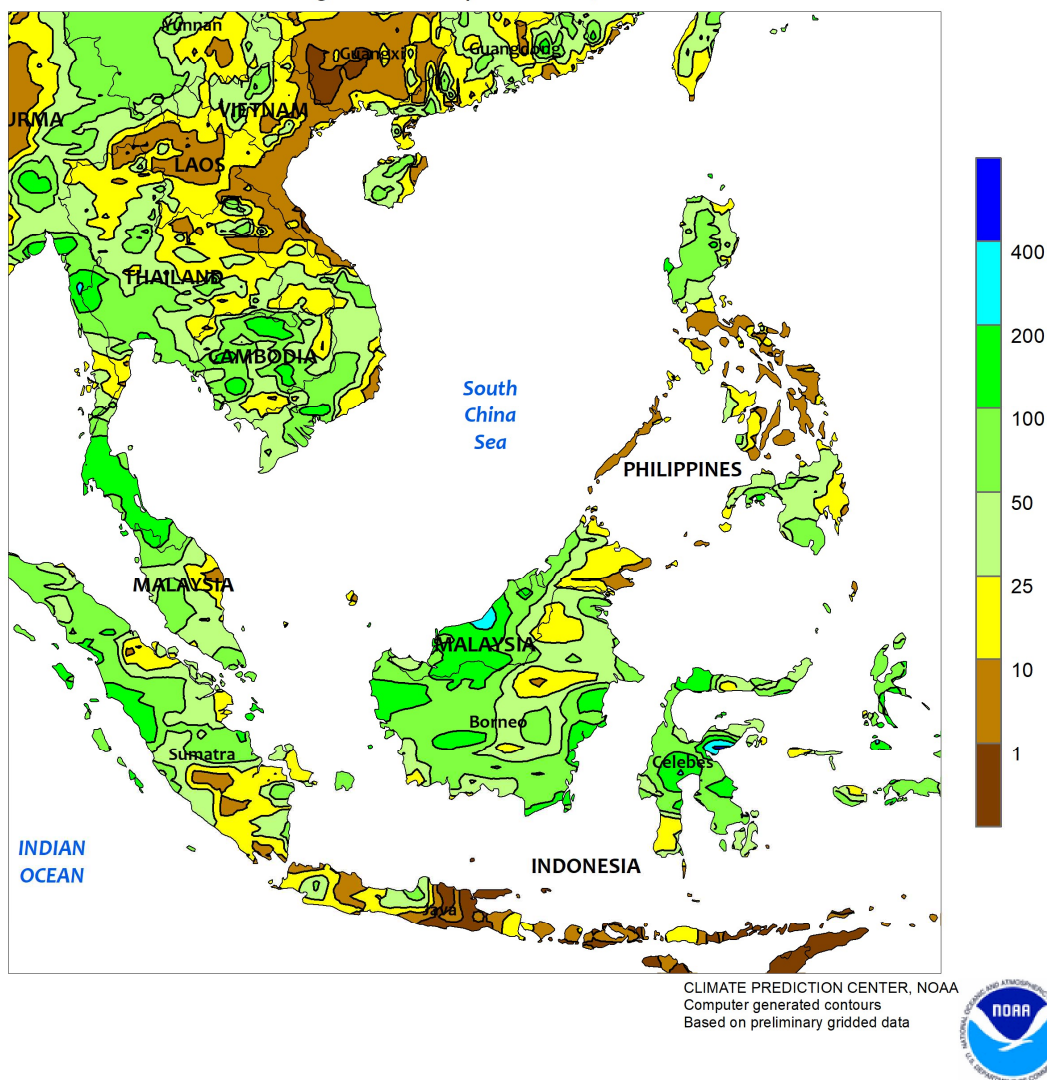 Yunnan
Guangxi
Guangdong
URMA
VIETNAM
LAOS
THAILAND
CAMBODIA
South
China
Sea
PHILIPPINES
MALAYSIA
MALAYSIA
Borneo
Sumatra
Celebes
INDIAN
OCEAN
INDONESIA
Java
400
200
100
50
25
10
1
CLIMATE PREDICTION CENTER, NOAA
Computer generated contours
Based on preliminary gridded data
NOAA